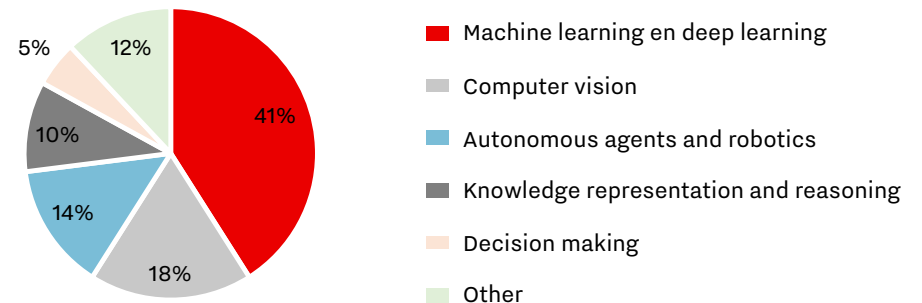 5%
12%
41%
10%
14%
18%
Machine learning en deep learning
Computer vision
Autonomous agents and robotics
Knowledge representation and reasoning
Decision making
Other